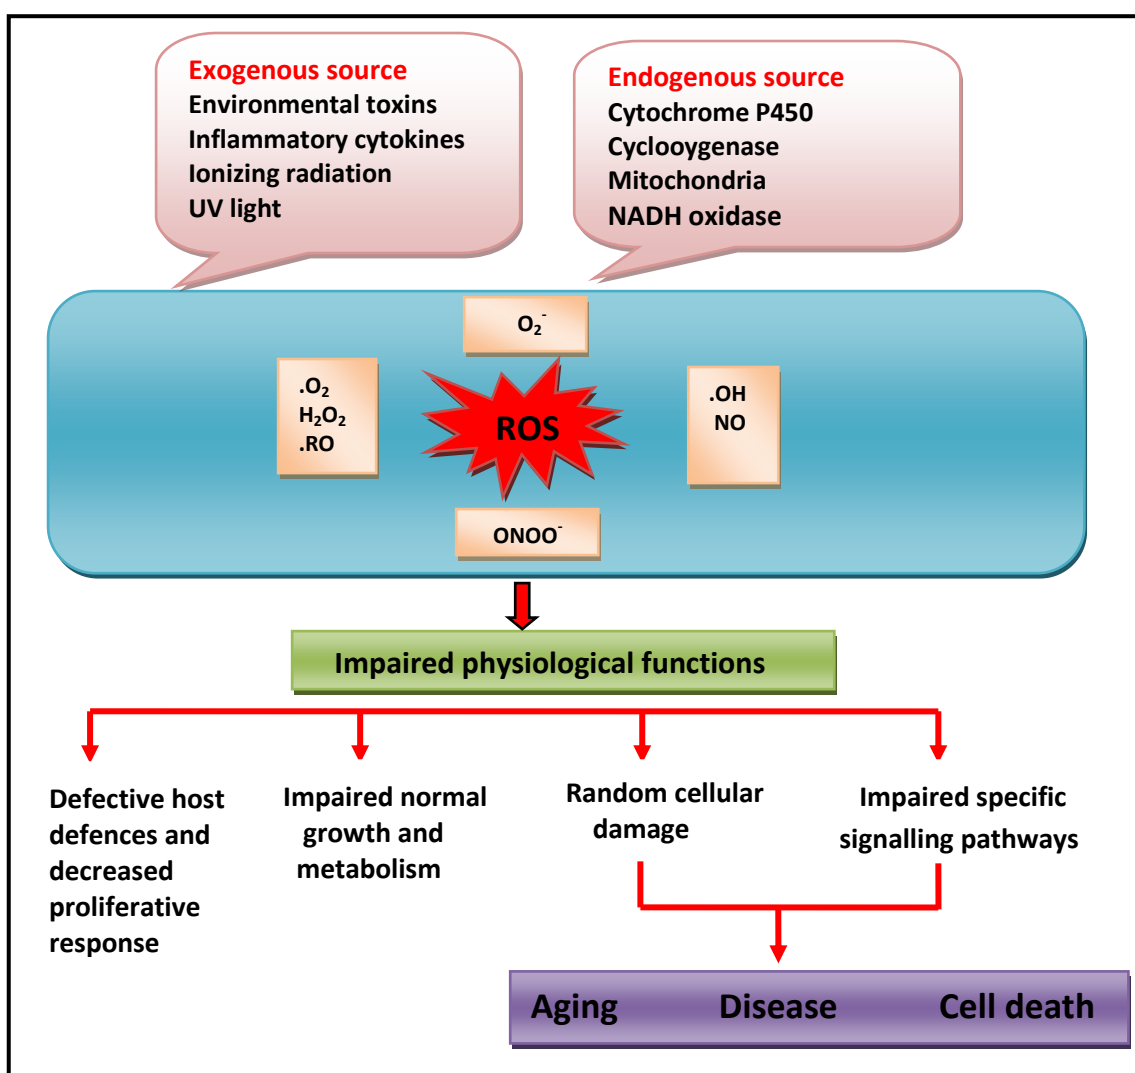 Exogenous source
Environmental toxins
Inflammatory cytokines
Ionizing radiation
UV light
Endogenous source
Cytochrome P450
Cyclooygenase
Mitochondria
NADH oxidase
O₂⁻
.O₂
H₂O₂
.RO
ROS
.OH
NO
ONOO⁻
Impaired physiological functions
Defective host
defences and
decreased
proliferative
response
Impaired normal
growth and
metabolism
Random cellular
damage
Impaired specific
signalling pathways
Aging Disease Cell death